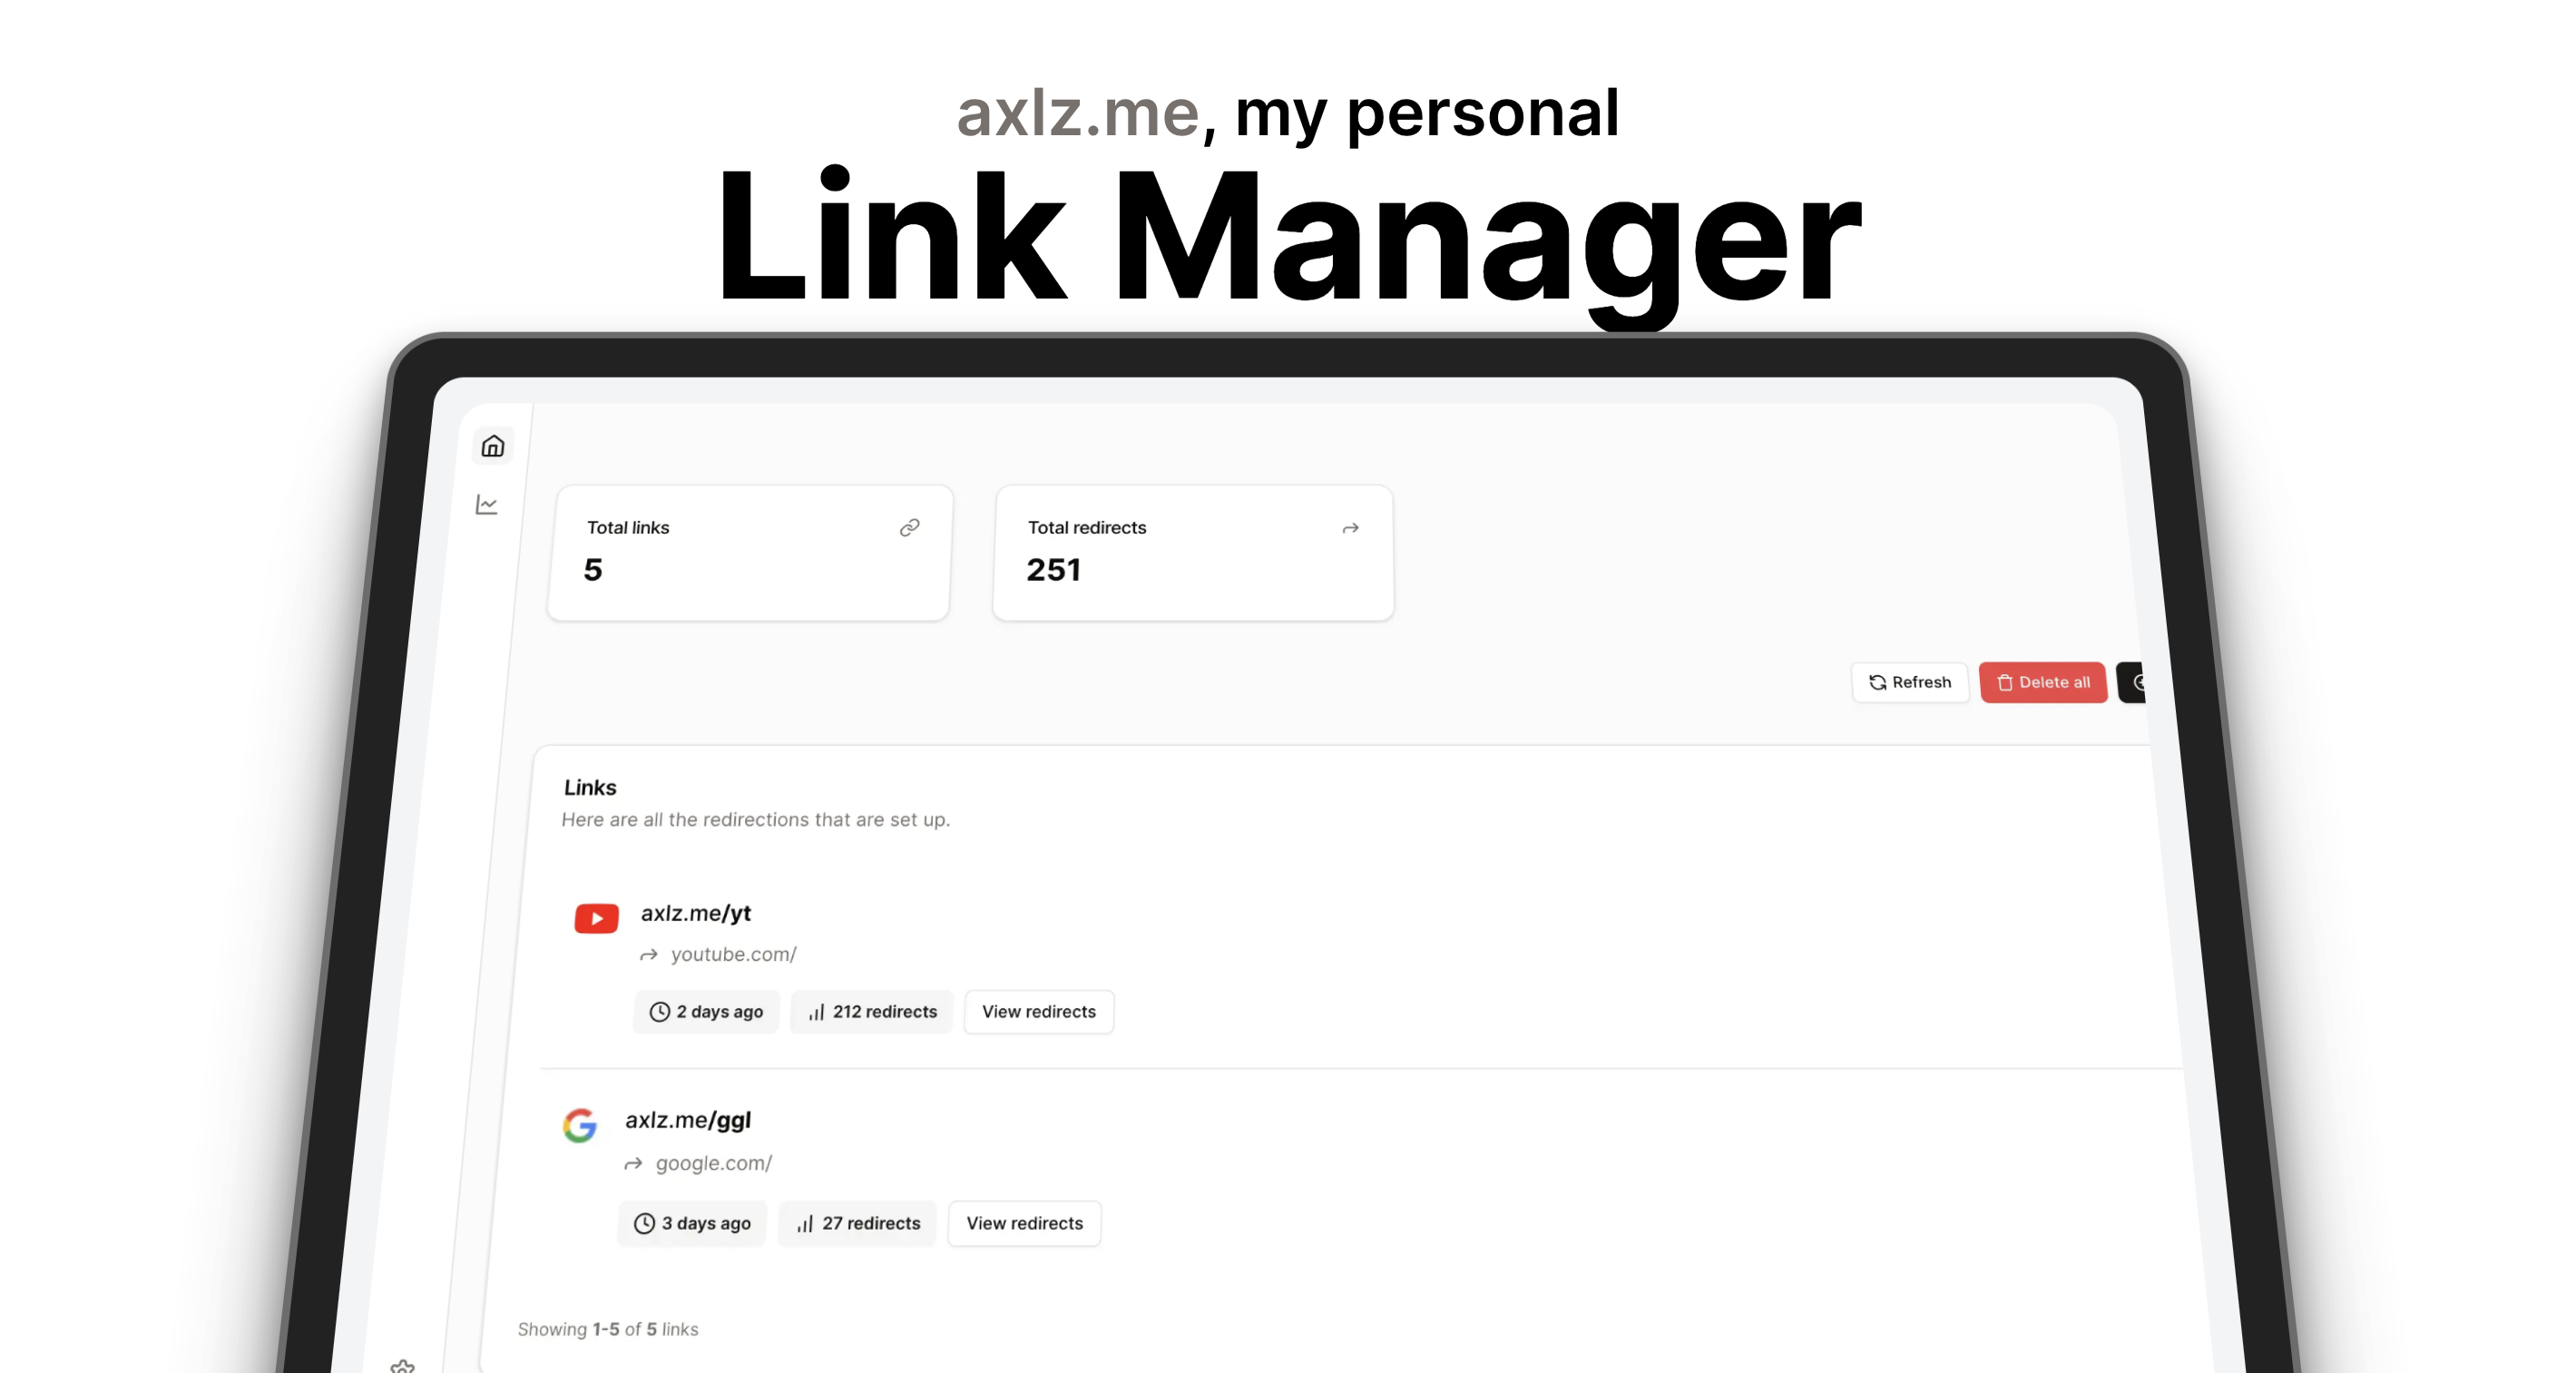 axlz.me, my personal
Link Manager
Total links
5
Total redirects
251
Refresh
Delete all
Links
Here are all the redirections that are set up.
axlz.me/yt
youtube.com/
2 days ago
212 redirects
View redirects
axlz.me/ggl
google.com/
3 days ago
27 redirects
View redirects
Showing 1-5 of 5 links